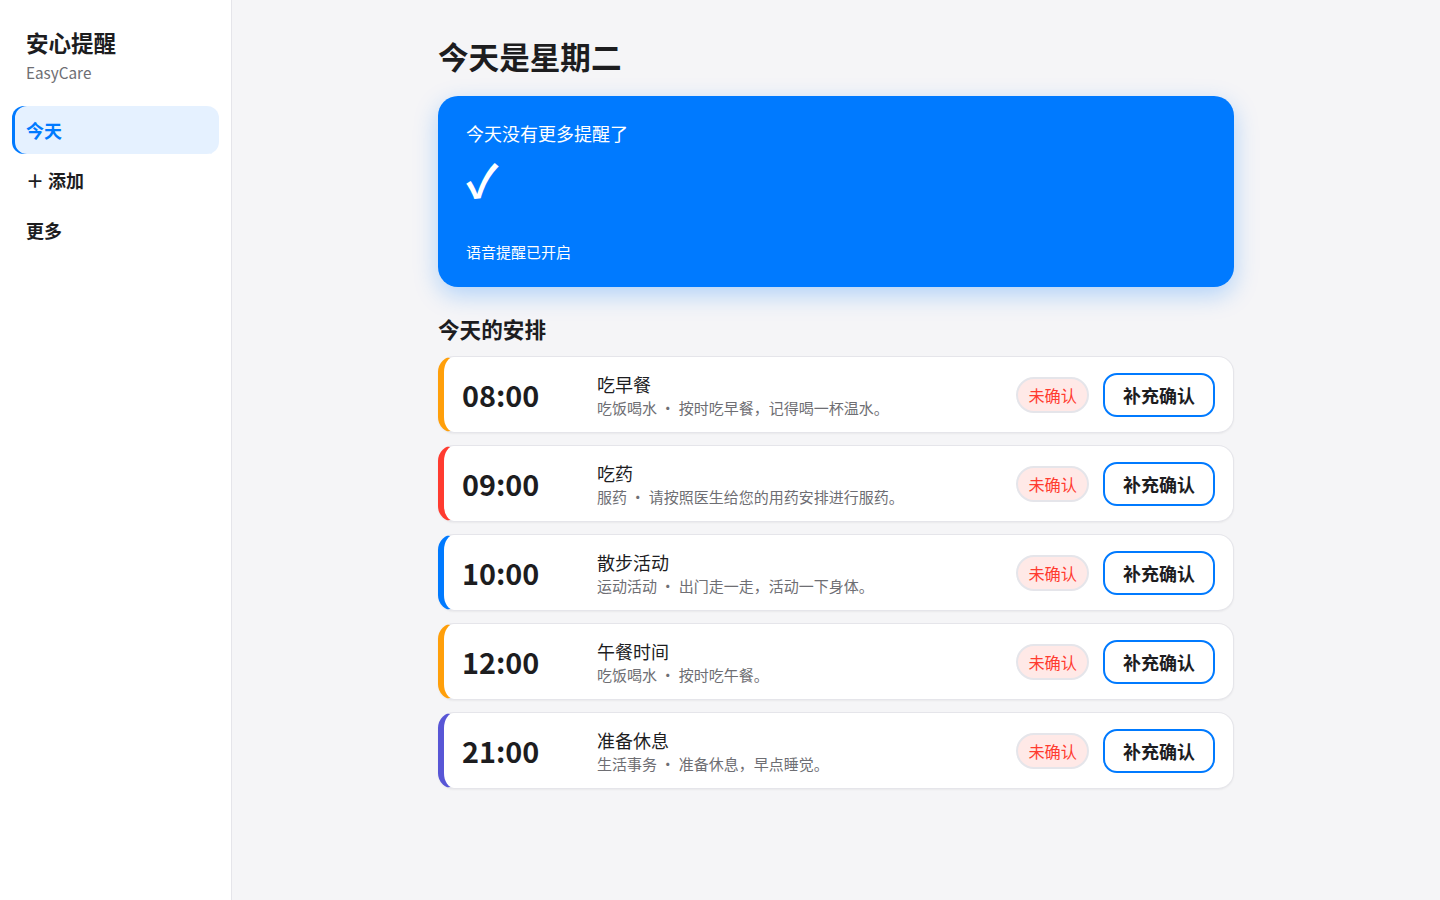 安心提醒
EasyCare
今天
＋ 添加
更多
今天是星期二
今天没有更多提醒了
✓
语音提醒已开启
今天的安排
08:00
吃早餐
吃饭喝水 · 按时吃早餐，记得喝一杯温水。
未确认
补充确认
09:00
吃药
服药 · 请按照医生给您的用药安排进行服药。
未确认
补充确认
10:00
散步活动
运动活动 · 出门走一走，活动一下身体。
未确认
补充确认
12:00
午餐时间
吃饭喝水 · 按时吃午餐。
未确认
补充确认
21:00
准备休息
生活事务 · 准备休息，早点睡觉。
未确认
补充确认